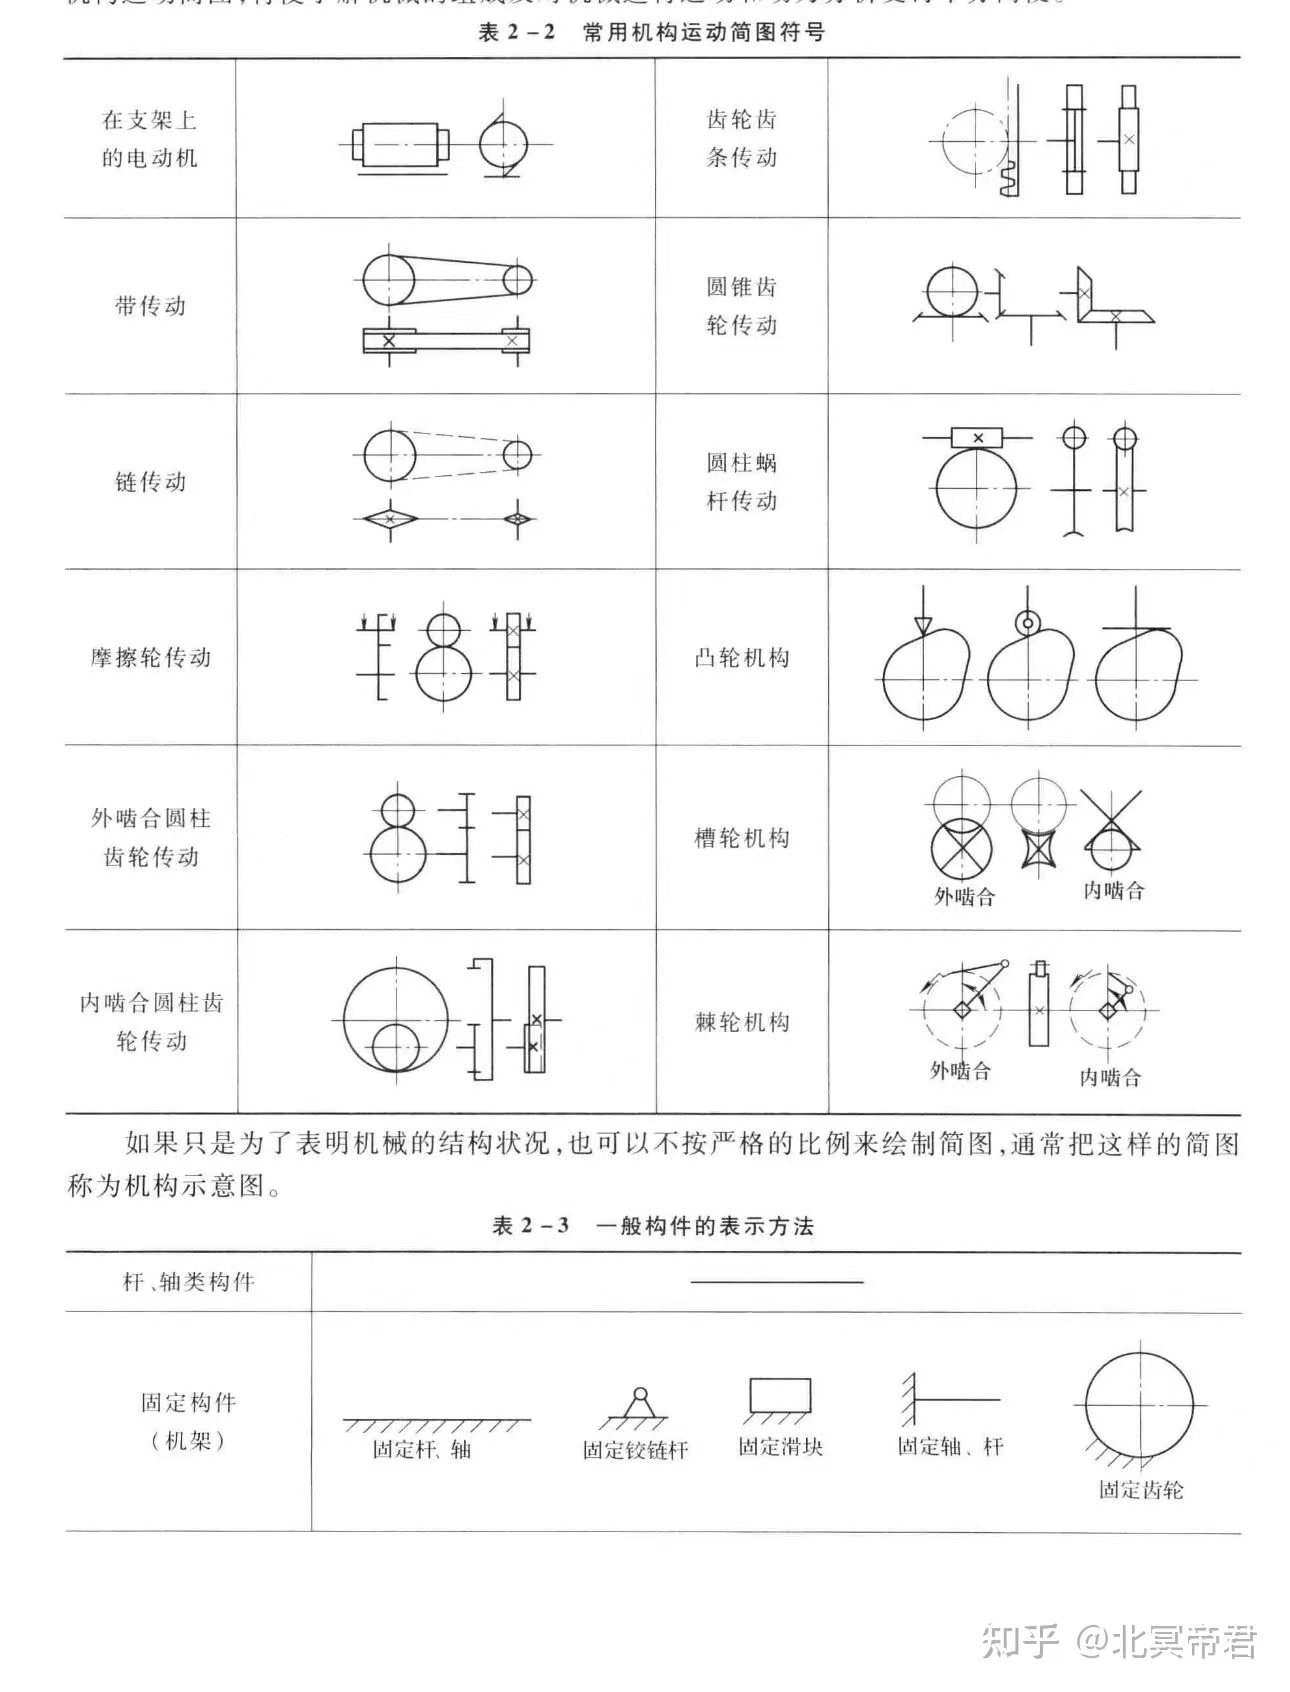 表 2－2 常用机构运动简图符号
在支架上
的电动机
齿轮齿
条传动
带传动
圆锥齿
轮传动
链传动
圆柱蜗
杆传动
摩擦轮传动
凸轮机构
外啮合圆柱
齿轮传动
槽轮机构
外啮合
内啮合
内啮合圆柱齿
轮传动
棘轮机构
外啮合
内啮合
如果只是为了表明机械的结构状况,也可以不按严格的比例来绘制简图,通常把这样的简图
称为机构示意图。
表 2－3 一般构件的表示方法
杆、轴类构件
固定构件
(机架)
固定杆、轴
固定铰链杆
固定滑块
固定轴、杆
固定齿轮
知乎 @北冥帝君